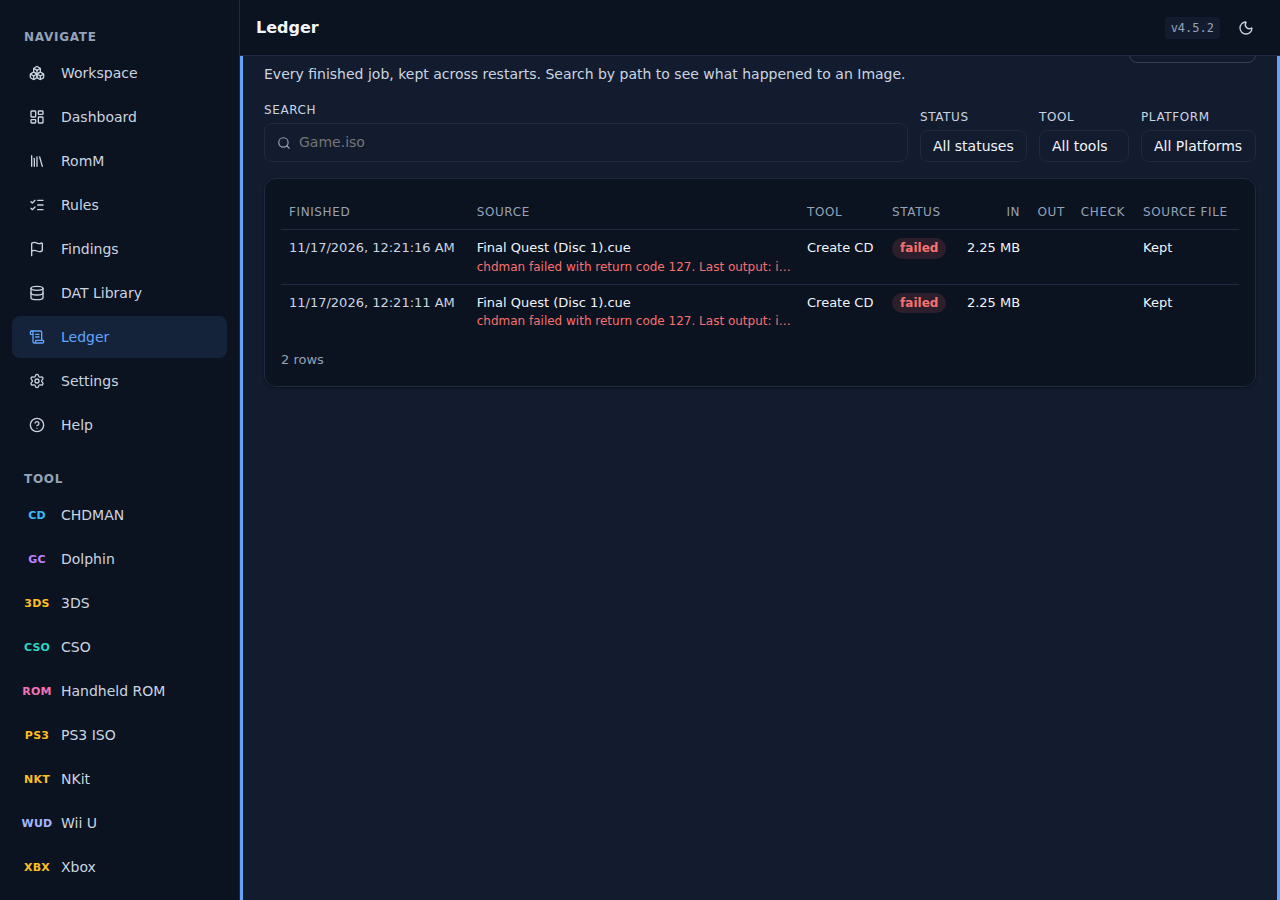 NAVIGATE
Workspace
Dashboard
RomM
Rules
Findings
DAT Library
Ledger
Settings
Help
TOOL
CD CHDMAN
GC Dolphin
3DS 3DS
CSO CSO
ROM Handheld ROM
PS3 PS3 ISO
NKT NKit
WUD Wii U
XBX Xbox
Ledger
v4.5.2
Every finished job, kept across restarts. Search by path to see what happened to an Image.
SEARCH
Game.iso
STATUS
All statuses
TOOL
All tools
PLATFORM
All Platforms
FINISHED SOURCE TOOL STATUS IN OUT CHECK SOURCE FILE
11/17/2026, 12:21:16 AM Final Quest (Disc 1).cue Create CD failed 2.25 MB Kept
chdman failed with return code 127. Last output: i…
11/17/2026, 12:21:11 AM Final Quest (Disc 1).cue Create CD failed 2.25 MB Kept
chdman failed with return code 127. Last output: i…
2 rows